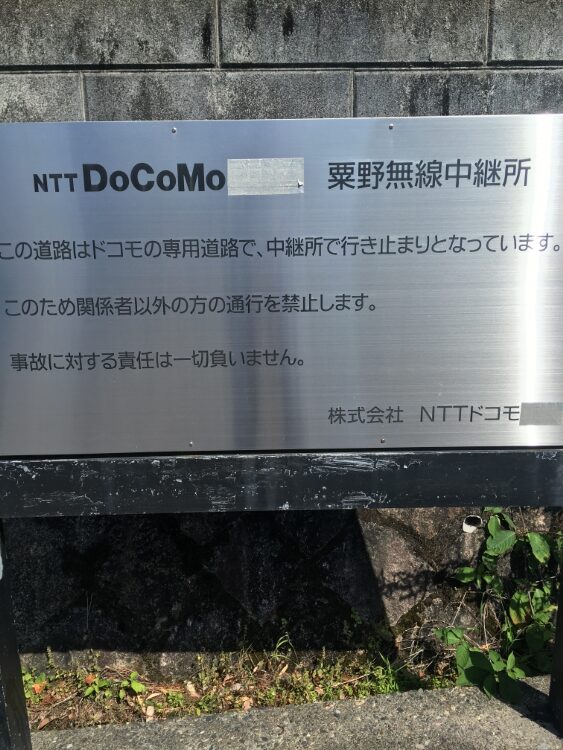 NTT DoCoMo 粟野無線中継所
この道路はドコモの専用道路で、中継所で行き止まりとなっています。
このため関係者以外の方の通行を禁止します。
事故に対する責任は一切負いません。
株式会社 NTTドコモ